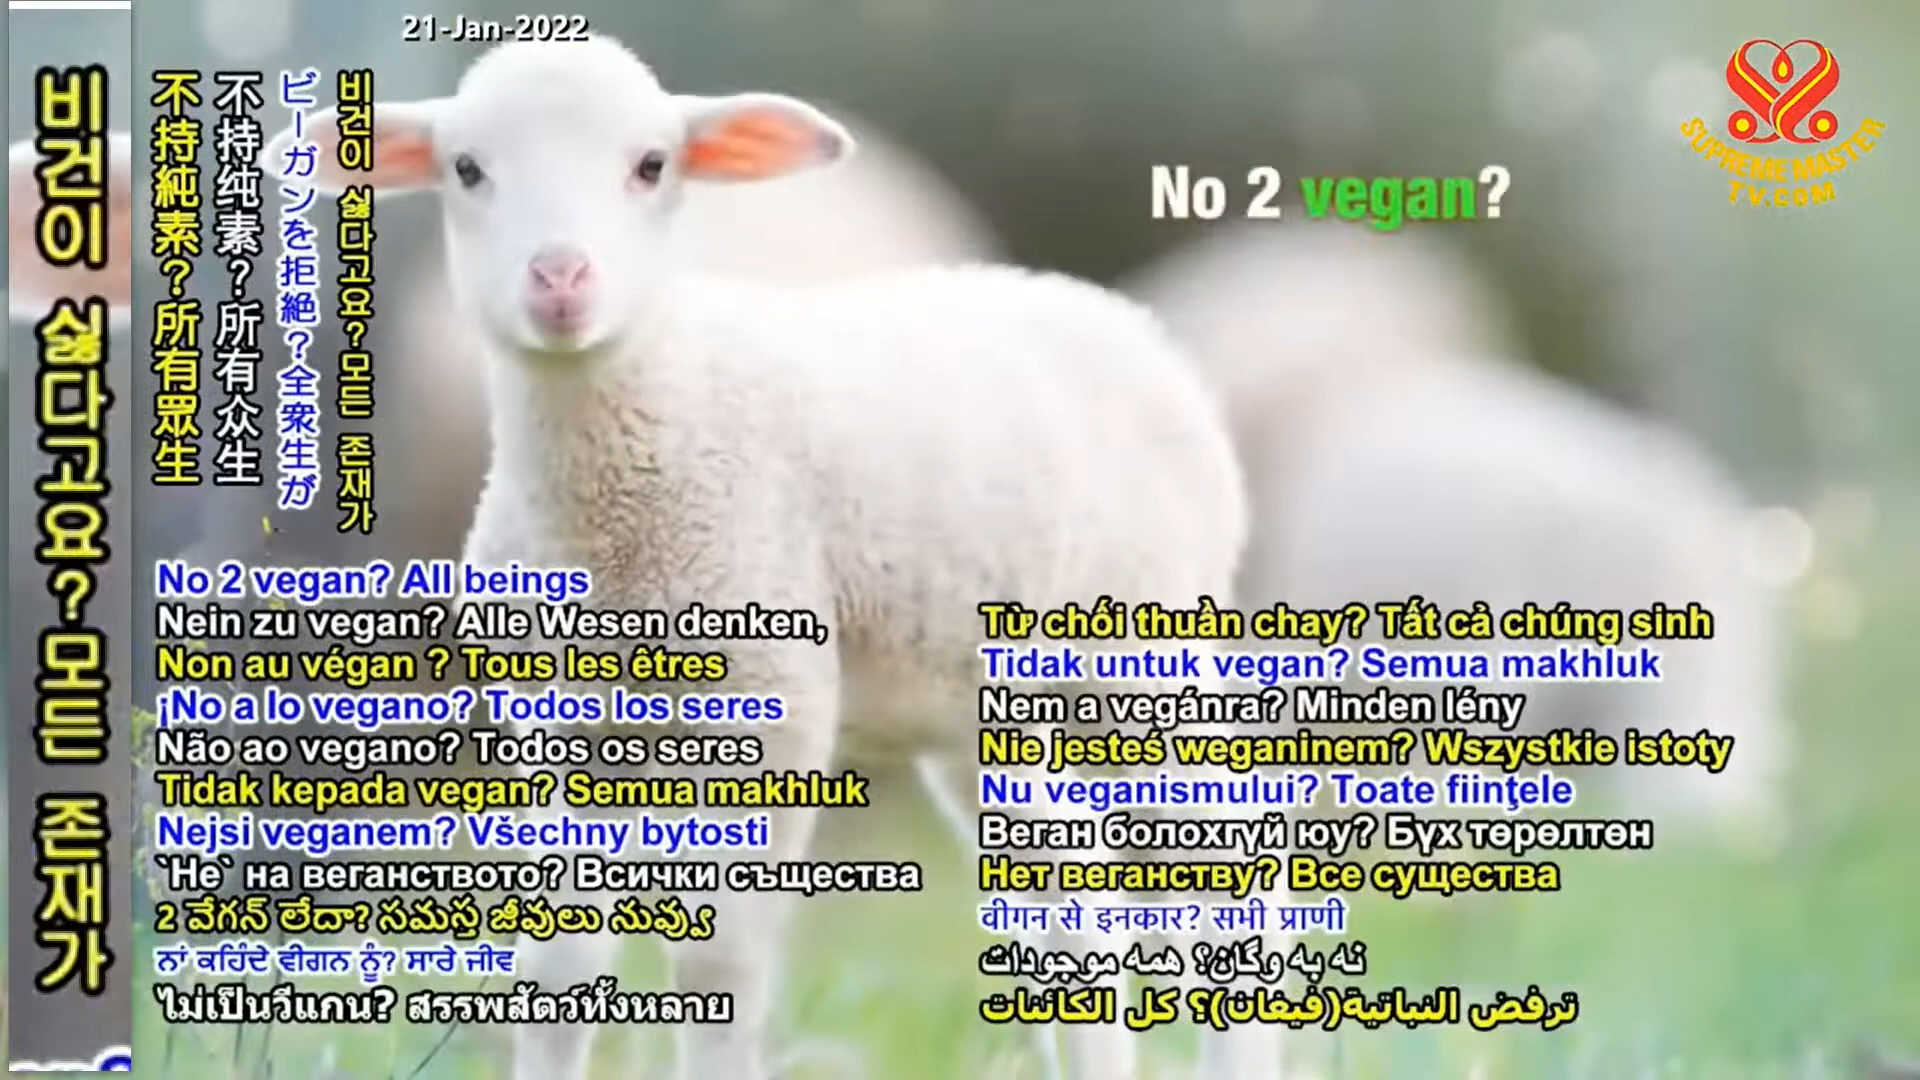 21-Jan-2022
SUPREME MASTER
TV.COM
No 2 vegan?
비건이 싫다고요? 모든 존재가
不持純素？所有眾生
不持纯素？所有众生
ビーガンを拒絶？全衆生が
비건이 싫다고요? 모든 존재가
No 2 vegan? All beings
Nein zu vegan? Alle Wesen denken,
Non au végan ? Tous les êtres
¡No a lo vegano? Todos los seres
Não ao vegano? Todos os seres
Tidak kepada vegan? Semua makhluk
Nejsi veganem? Všechny bytosti
`Не` на веганството? Всички същества
2 వేగన్ లేదా? సమస్త జీవులు నువ్వు
ਨਾਂ ਕਹਿੰਦੇ ਵੀਗਨ ਨੂੰ? ਸਾਰੇ ਜੀਵ
ไม่เป็นวีแกน? สรรพสัตว์ทั้งหลาย
Từ chối thuần chay? Tất cả chúng sinh
Tidak untuk vegan? Semua makhluk
Nem a vegánra? Minden lény
Nie jesteś weganinem? Wszystkie istoty
Nu veganismului? Toate fiinţele
Веган болохгүй юу? Бүх төрөлтөн
Нет веганству? Все существа
वीगन से इनकार? सभी प्राणी
نه به وگان؟ همه موجودات
ترفض النباتية(فيغان)؟ كل الكائنات